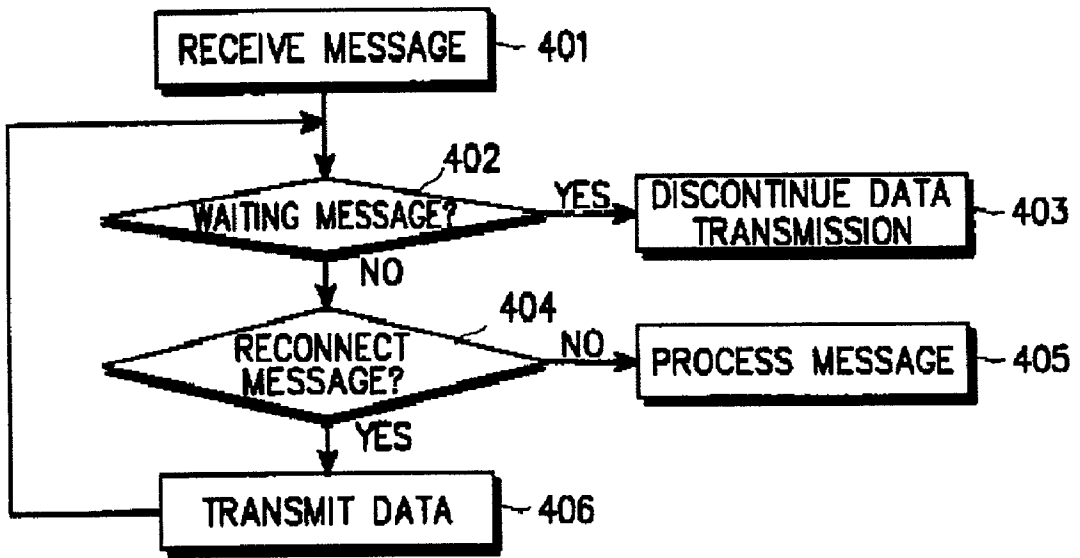 RECEIVE MESSAGE
401
402
WAITING MESSAGE?
YES
DISCONTINUE DATA
TRANSMISSION
403
NO
404
RECONNECT
MESSAGE?
NO
PROCESS MESSAGE
405
YES
TRANSMIT DATA
406